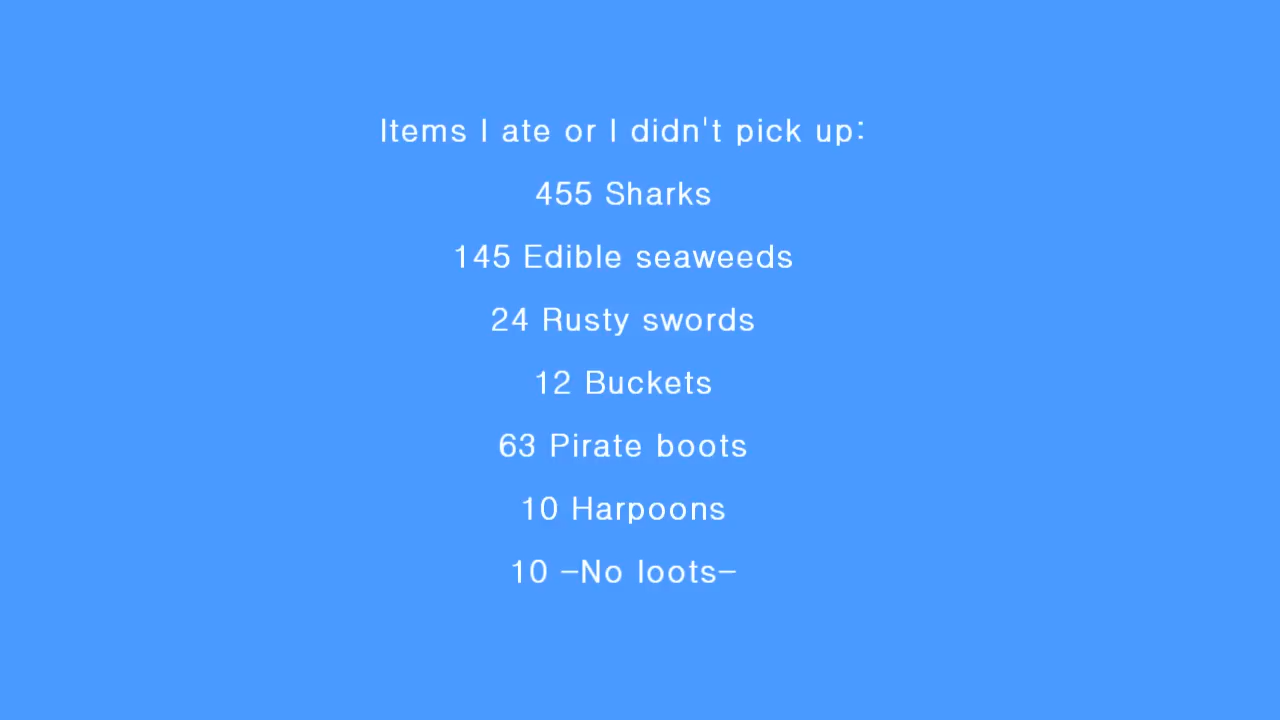 Items I ate or I didn't pick up:
455 Sharks
145 Edible seaweeds
24 Rusty swords
12 Buckets
63 Pirate boots
10 Harpoons
10 -No loots-